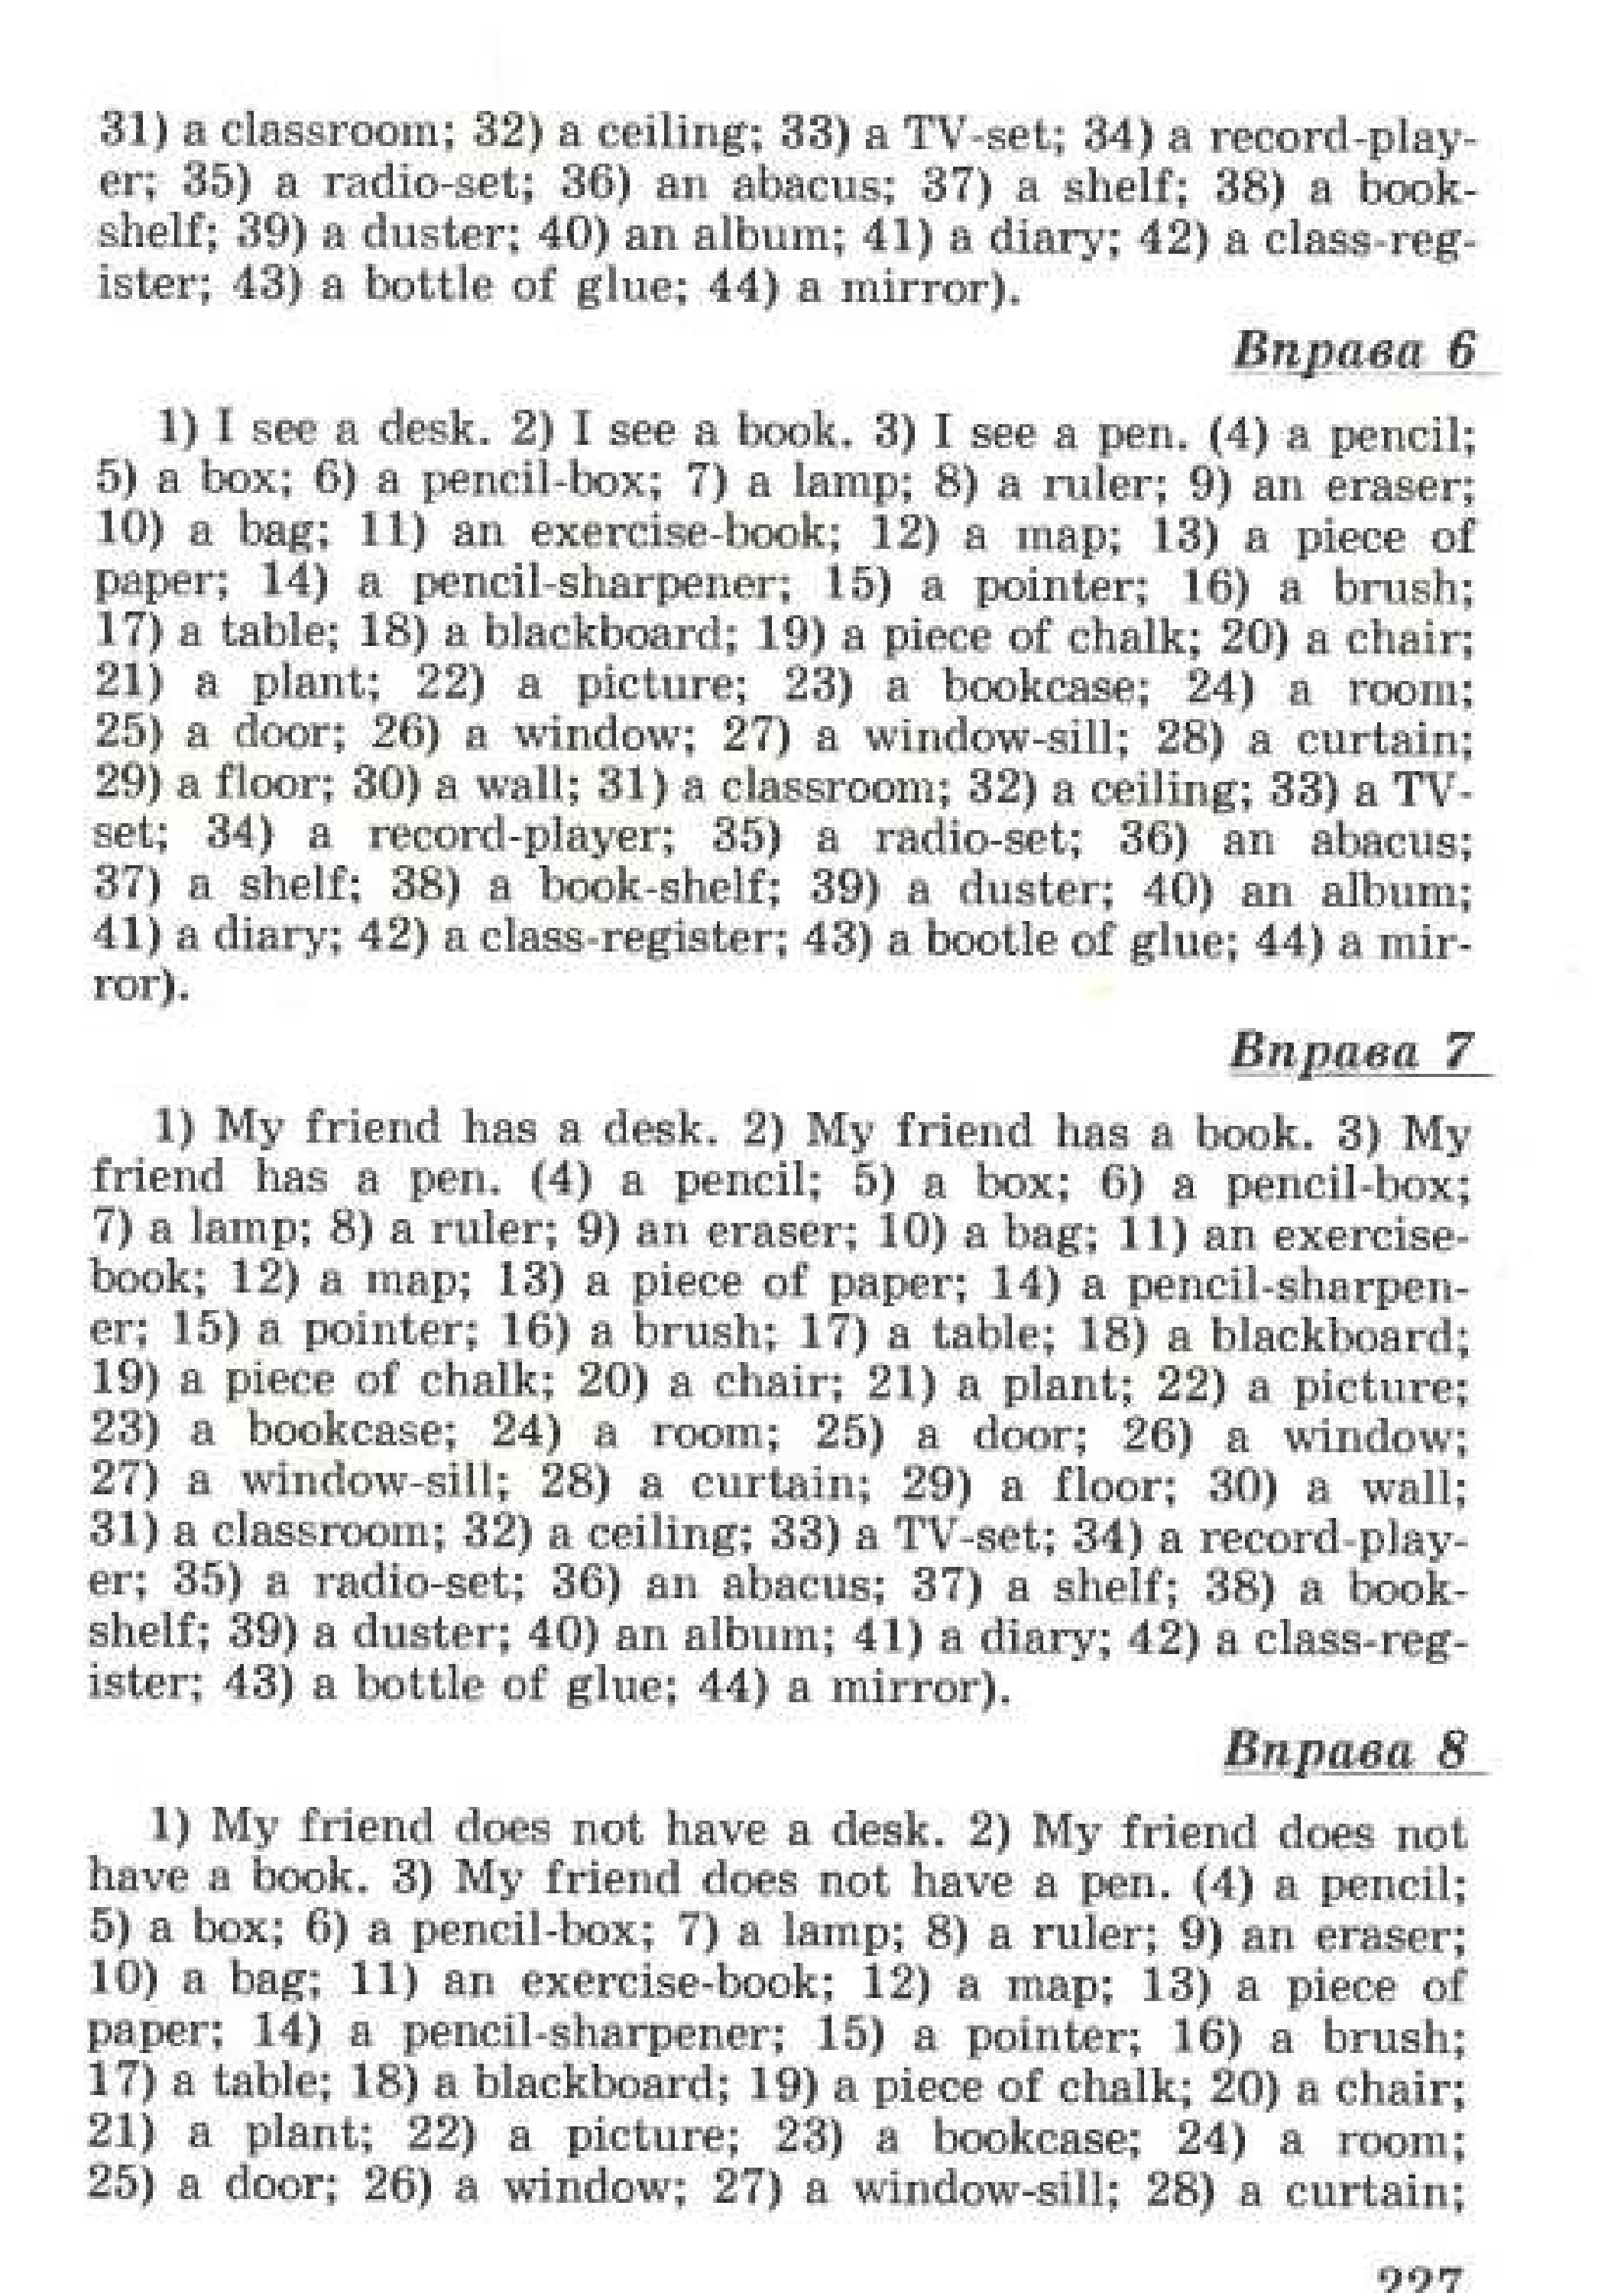 31) a classroom; 32) a ceiling; 33) a TV-set; 34) a record-play-
er; 35) a radio-set; 36) an abacus; 37) a shelf; 38) a book-
shelf; 39) a duster; 40) an album; 41) a diary; 42) a class-reg-
ister; 43) a bottle of glue; 44) a mirror).
Вправа 6
1) I see a desk. 2) I see a book. 3) I see a pen. (4) a pencil;
5) a box; 6) a pencil-box; 7) a lamp; 8) a ruler; 9) an eraser;
10) a bag; 11) an exercise-book; 12) a map; 13) a piece of
paper; 14) a pencil-sharpener; 15) a pointer; 16) a brush;
17) a table; 18) a blackboard; 19) a piece of chalk; 20) a chair;
21) a plant; 22) a picture; 23) a bookcase; 24) a room;
25) a door; 26) a window; 27) a window-sill; 28) a curtain;
29) a floor; 30) a wall; 31) a classroom; 32) a ceiling; 33) a TV-
set; 34) a record-player; 35) a radio-set; 36) an abacus;
37) a shelf; 38) a book-shelf; 39) a duster; 40) an album;
41) a diary; 42) a class-register; 43) a bootle of glue; 44) a mir-
ror).
Вправа 7
1) My friend has a desk. 2) My friend has a book. 3) My
friend has a pen. (4) a pencil; 5) a box; 6) a pencil-box;
7) a lamp; 8) a ruler; 9) an eraser; 10) a bag; 11) an exercise-
book; 12) a map; 13) a piece of paper; 14) a pencil-sharpen-
er; 15) a pointer; 16) a brush; 17) a table; 18) a blackboard;
19) a piece of chalk; 20) a chair; 21) a plant; 22) a picture;
23) a bookcase; 24) a room; 25) a door; 26) a window;
27) a window-sill; 28) a curtain; 29) a floor; 30) a wall;
31) a classroom; 32) a ceiling; 33) a TV-set; 34) a record-play-
er; 35) a radio-set; 36) an abacus; 37) a shelf; 38) a book-
shelf; 39) a duster; 40) an album; 41) a diary; 42) a class-reg-
ister; 43) a bottle of glue; 44) a mirror).
Вправа 8
1) My friend does not have a desk. 2) My friend does not
have a book. 3) My friend does not have a pen. (4) a pencil;
5) a box; 6) a pencil-box; 7) a lamp; 8) a ruler; 9) an eraser;
10) a bag; 11) an exercise-book; 12) a map; 13) a piece of
paper; 14) a pencil-sharpener; 15) a pointer; 16) a brush;
17) a table; 18) a blackboard; 19) a piece of chalk; 20) a chair;
21) a plant; 22) a picture; 23) a bookcase; 24) a room;
25) a door; 26) a window; 27) a window-sill; 28) a curtain;
227